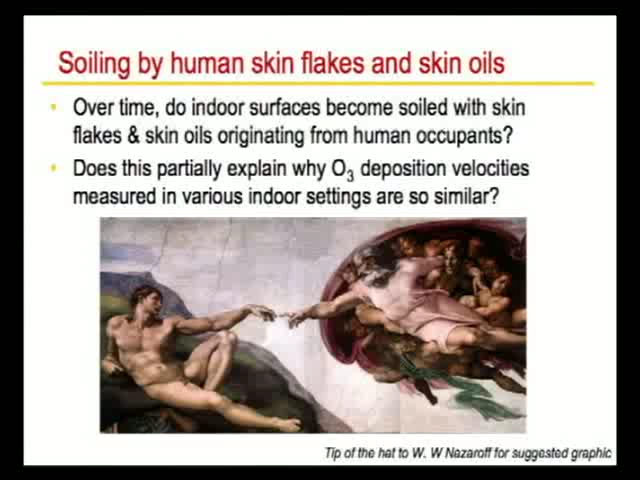 Soiling by human skin flakes and skin oils
• Over time, do indoor surfaces become soiled with skin
flakes & skin oils originating from human occupants?
• Does this partially explain why O₃ deposition velocities
measured in various indoor settings are so similar?
Tip of the hat to W. W Nazaroff for suggested graphic